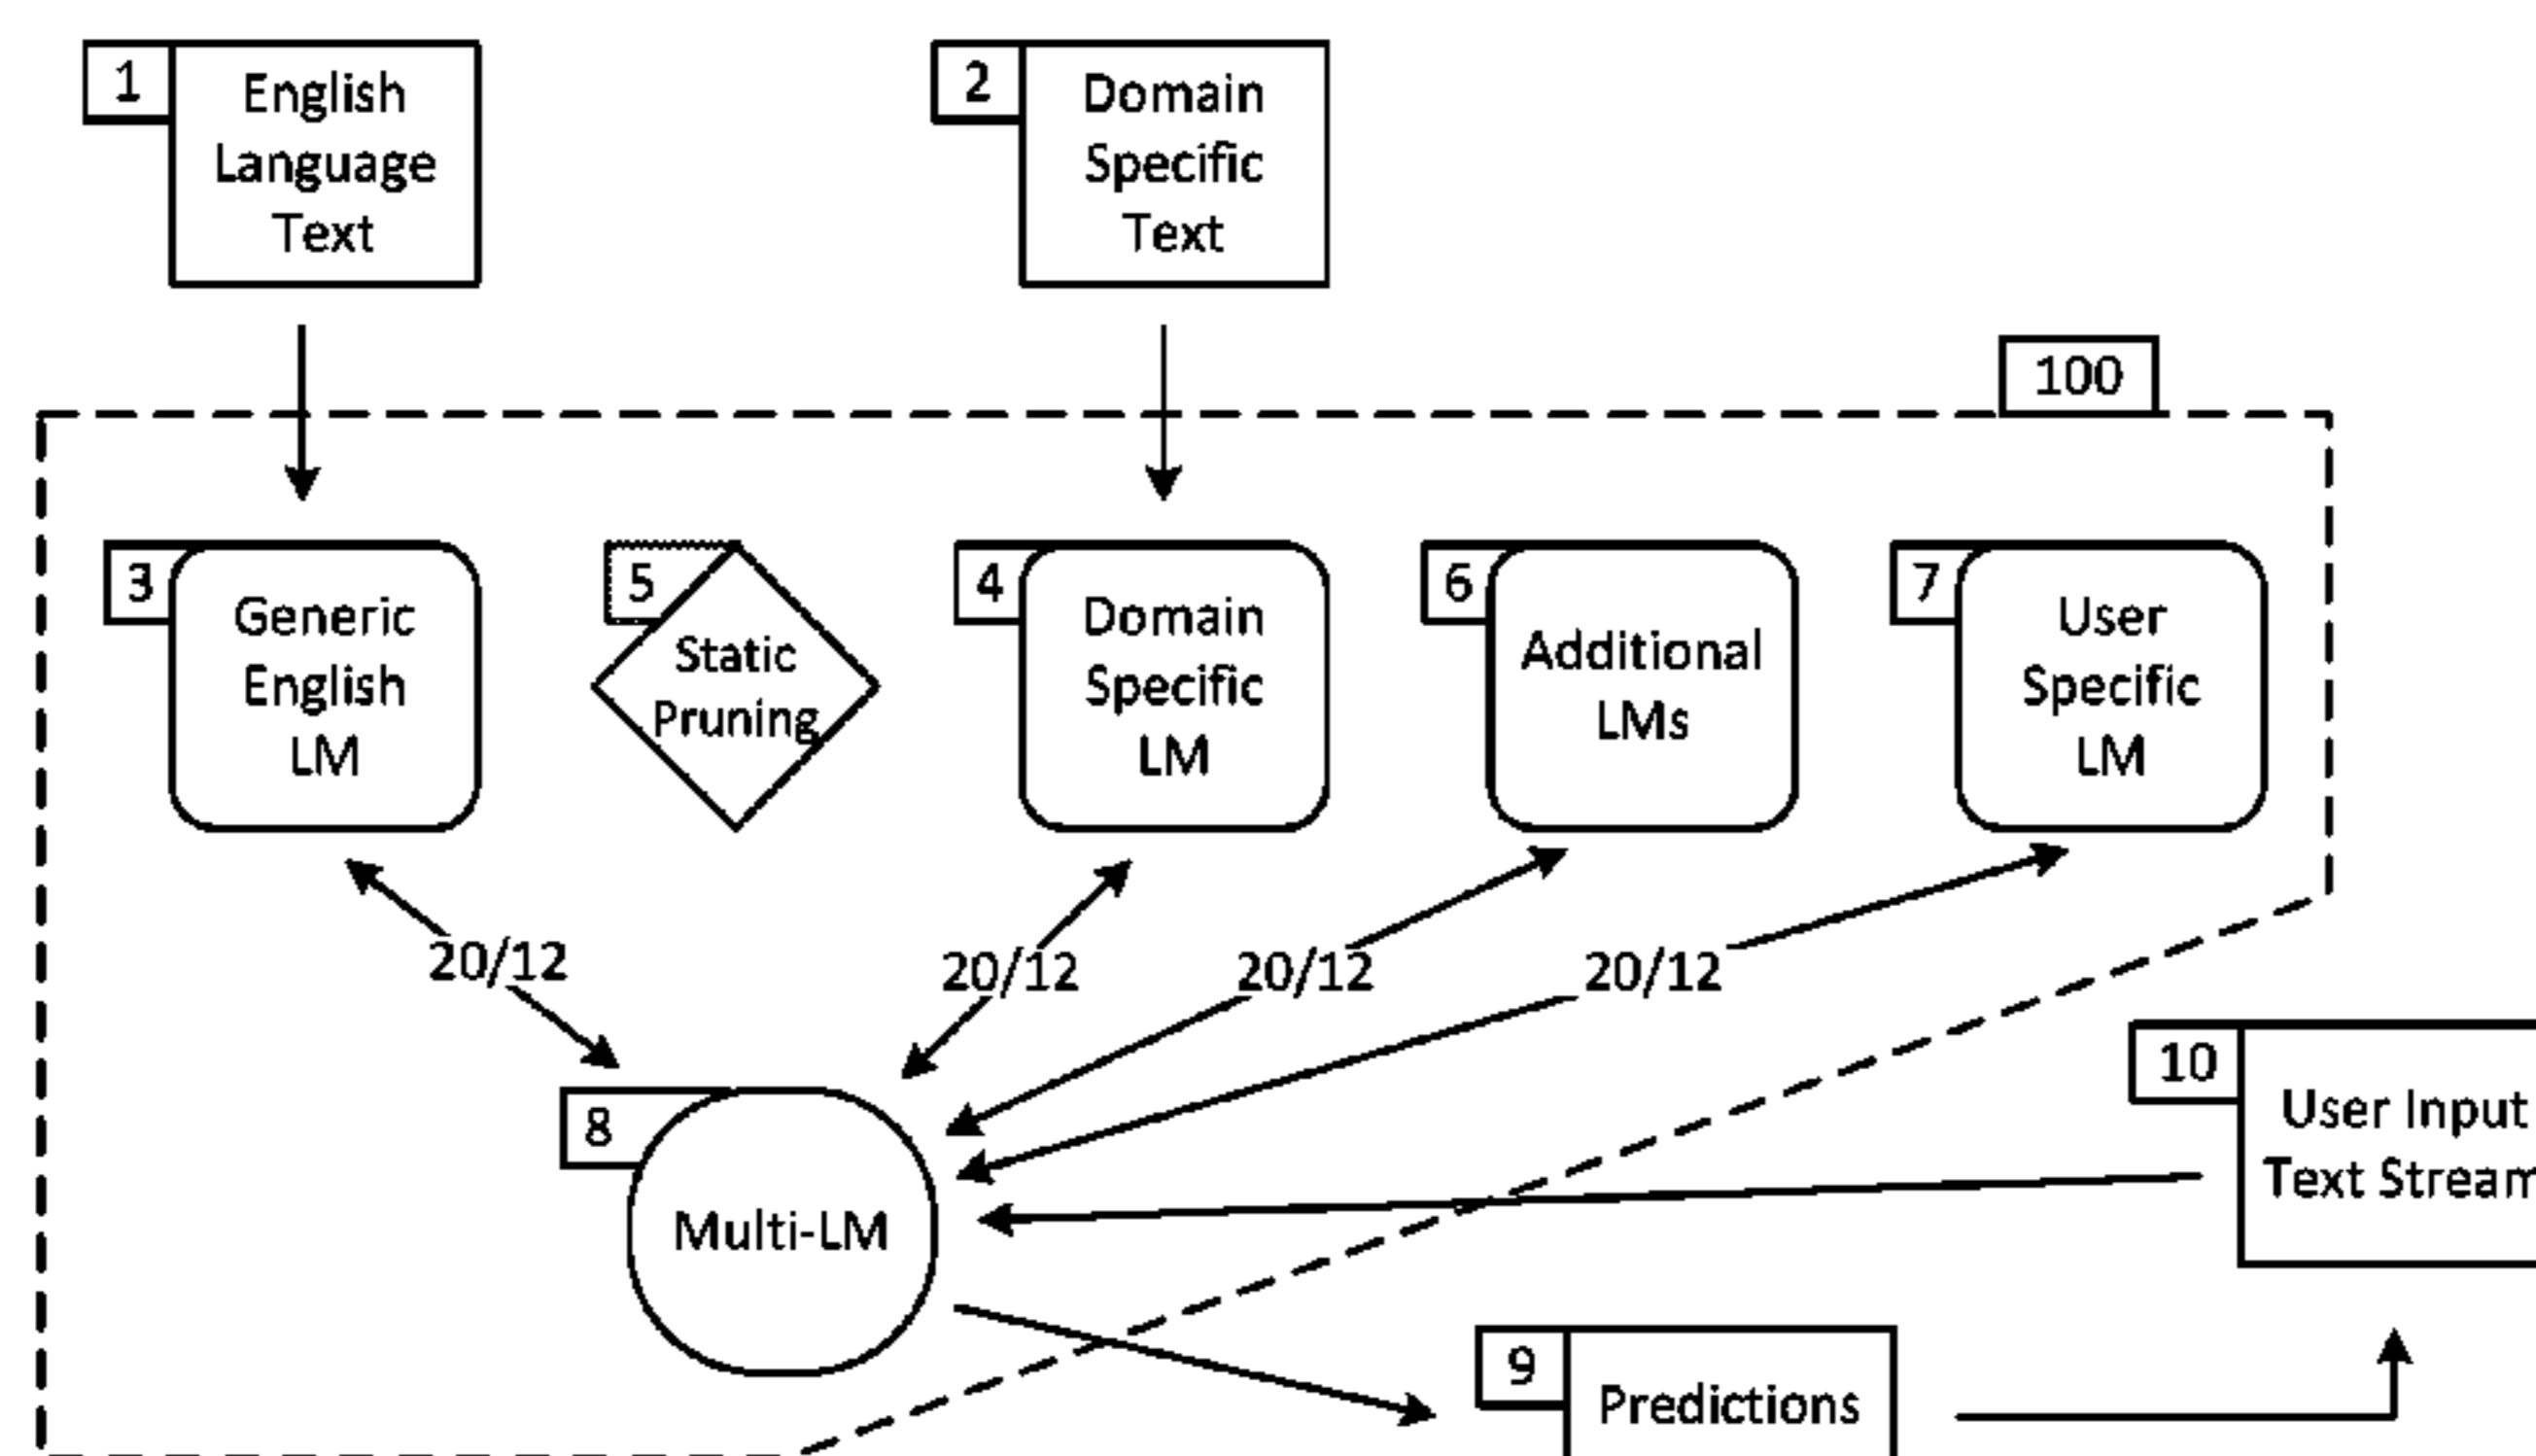 1
English
Language
Text
2
Domain
Specific
Text
100
3
Generic
English
LM
5
Static
Pruning
4
Domain
Specific
LM
6
Additional
LMs
7
User
Specific
LM
20/12
20/12
20/12
20/12
8
Multi-LM
10
User Input
Text Stream
9
Predictions